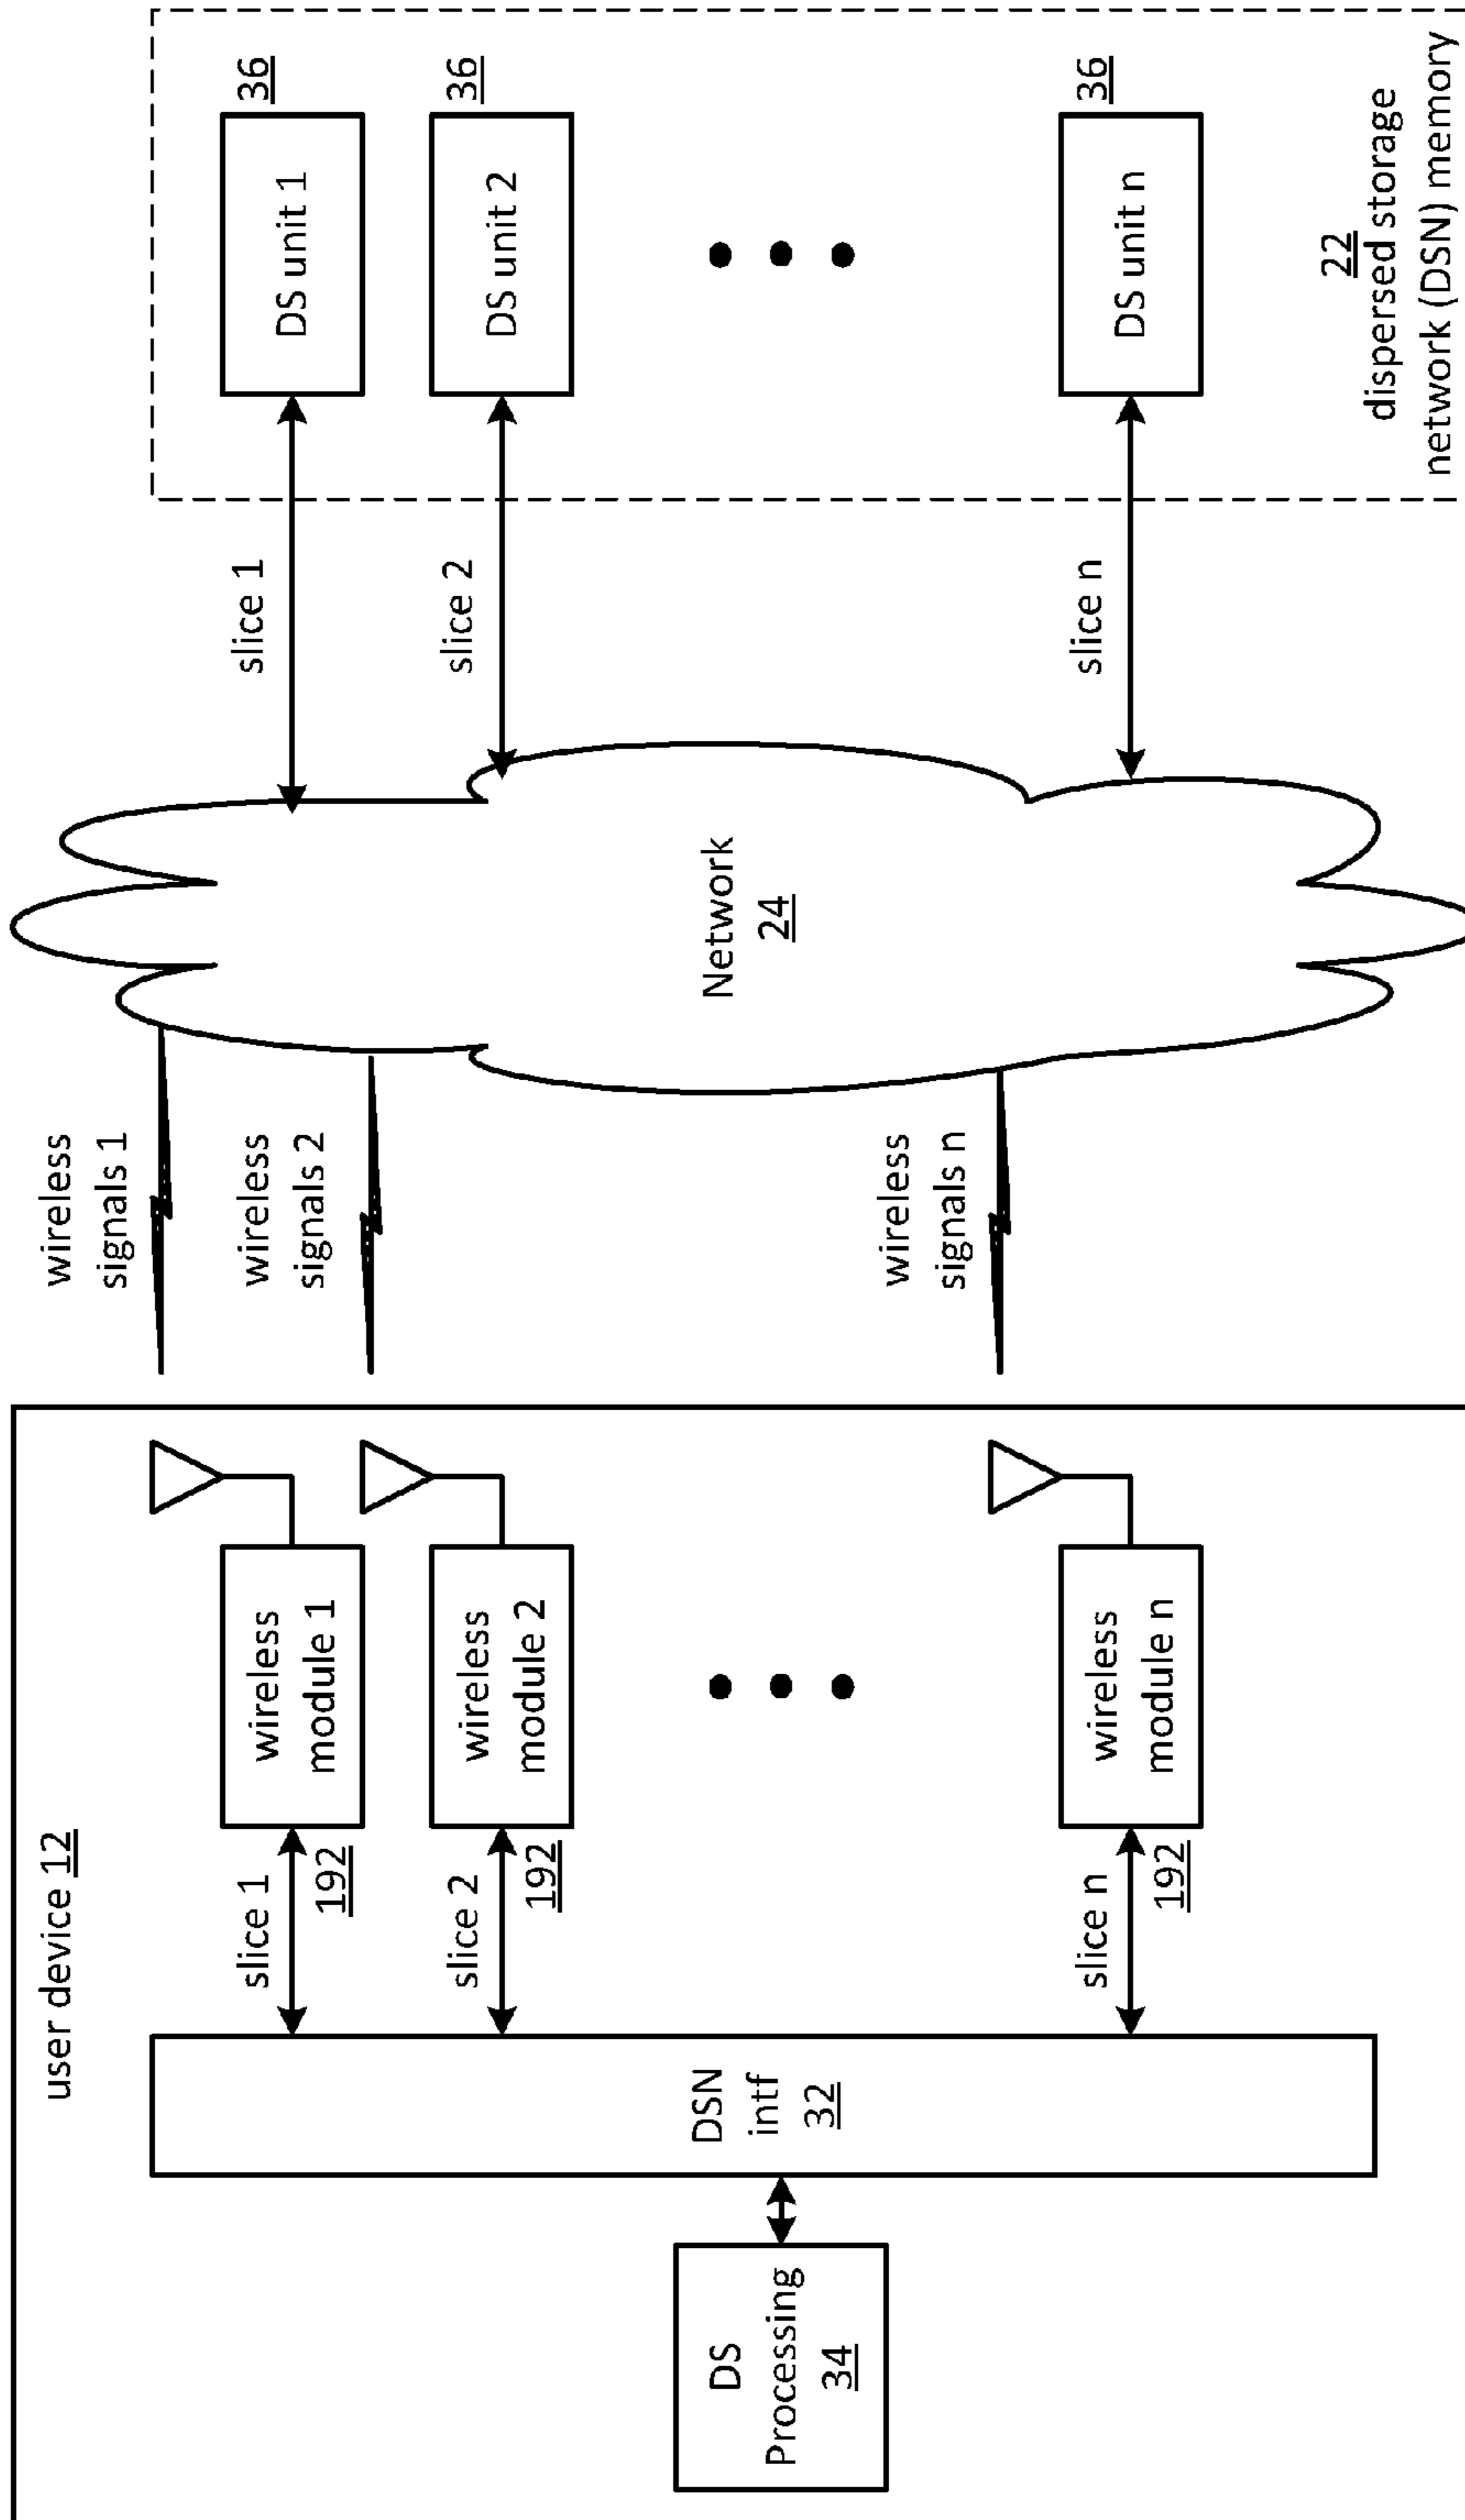 user device 12
DS
Processing
34
DSN
intf
32
slice 1
192
wireless
module 1
slice 2
192
wireless
module 2
slice n
192
wireless
module n
wireless
signals 1
wireless
signals 2
wireless
signals n
Network
24
slice 1
slice 2
slice n
DS unit 1
36
DS unit 2
36
DS unit n
36
22
dispersed storage
network (DSN) memory